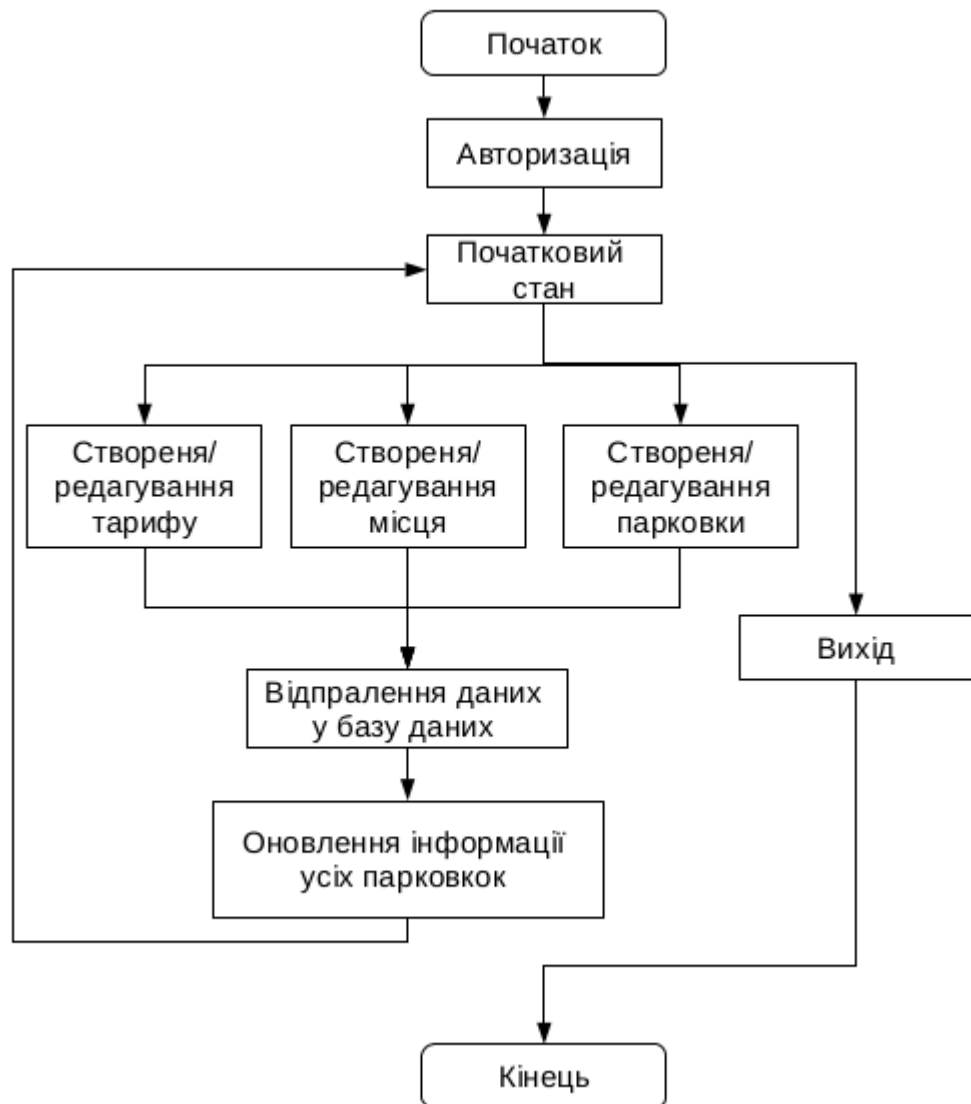 Початок
Авторизація
Початковий
стан
Створеня/
редагування
тарифу
Створеня/
редагування
місця
Створеня/
редагування
парковки
Вихід
Відпралення даних
у базу даних
Оновлення інформації
усіх парковкок
Кінець